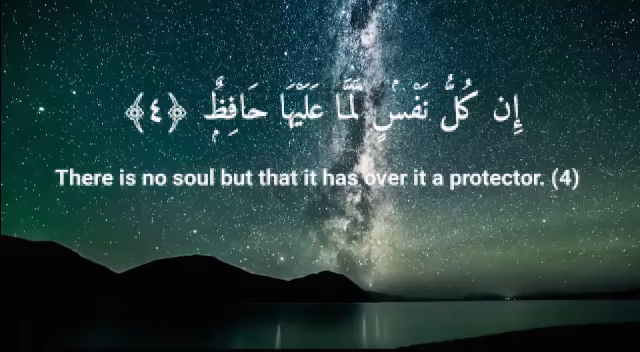 إِن كُلُّ نَفْسٍ لَّمَّا عَلَيْهَا حَافِظٌ ﴿٤﴾
There is no soul but that it has over it a protector. (4)